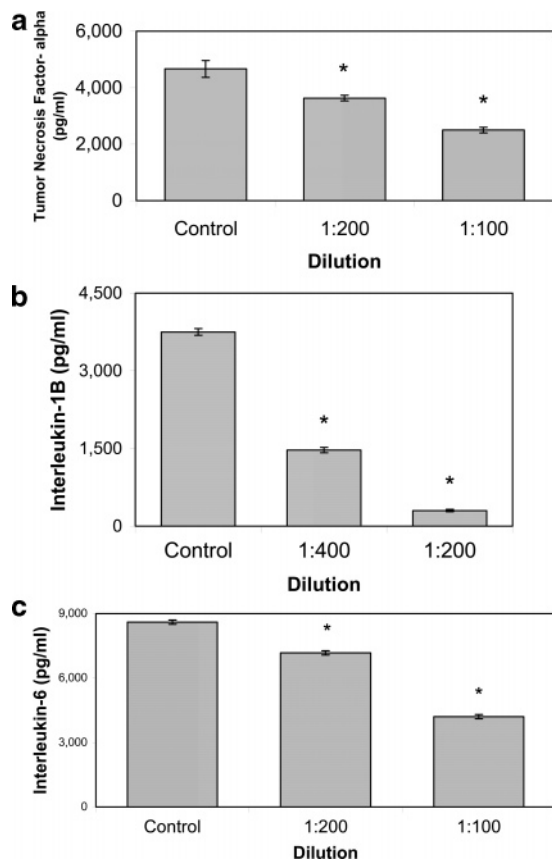 a
Tumor Necrosis Factor- alpha
(pg/ml)
6,000
4,000
2,000
0
*
*
Control 1:200 1:100
Dilution
b
Interleukin-1B (pg/ml)
4,500
3,000
1,500
0
*
*
Control 1:400 1:200
Dilution
c
Interleukin-6 (pg/ml)
9,000
6,000
3,000
0
*
*
Control 1:200 1:100
Dilution